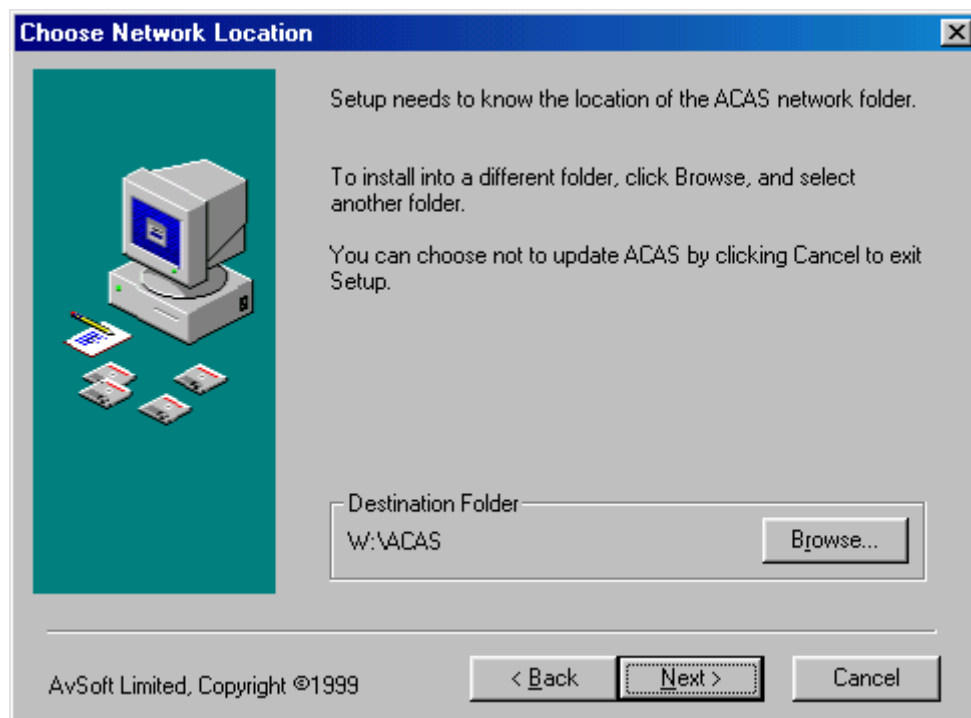 Choose Network Location
Setup needs to know the location of the ACAS network folder.
To install into a different folder, click Browse, and select
another folder.
You can choose not to update ACAS by clicking Cancel to exit
Setup.
Destination Folder
W:\ACAS
Browse...
AvSoft Limited, Copyright ©1999
< Back
Next >
Cancel